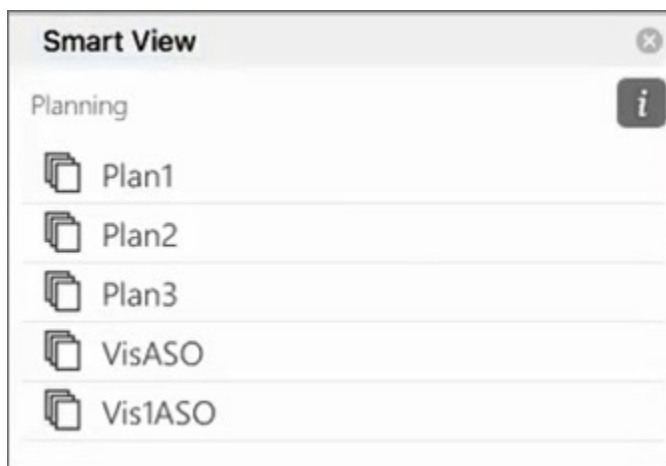 Smart View
Planning
i
Plan1
Plan2
Plan3
VisASO
Vis1ASO